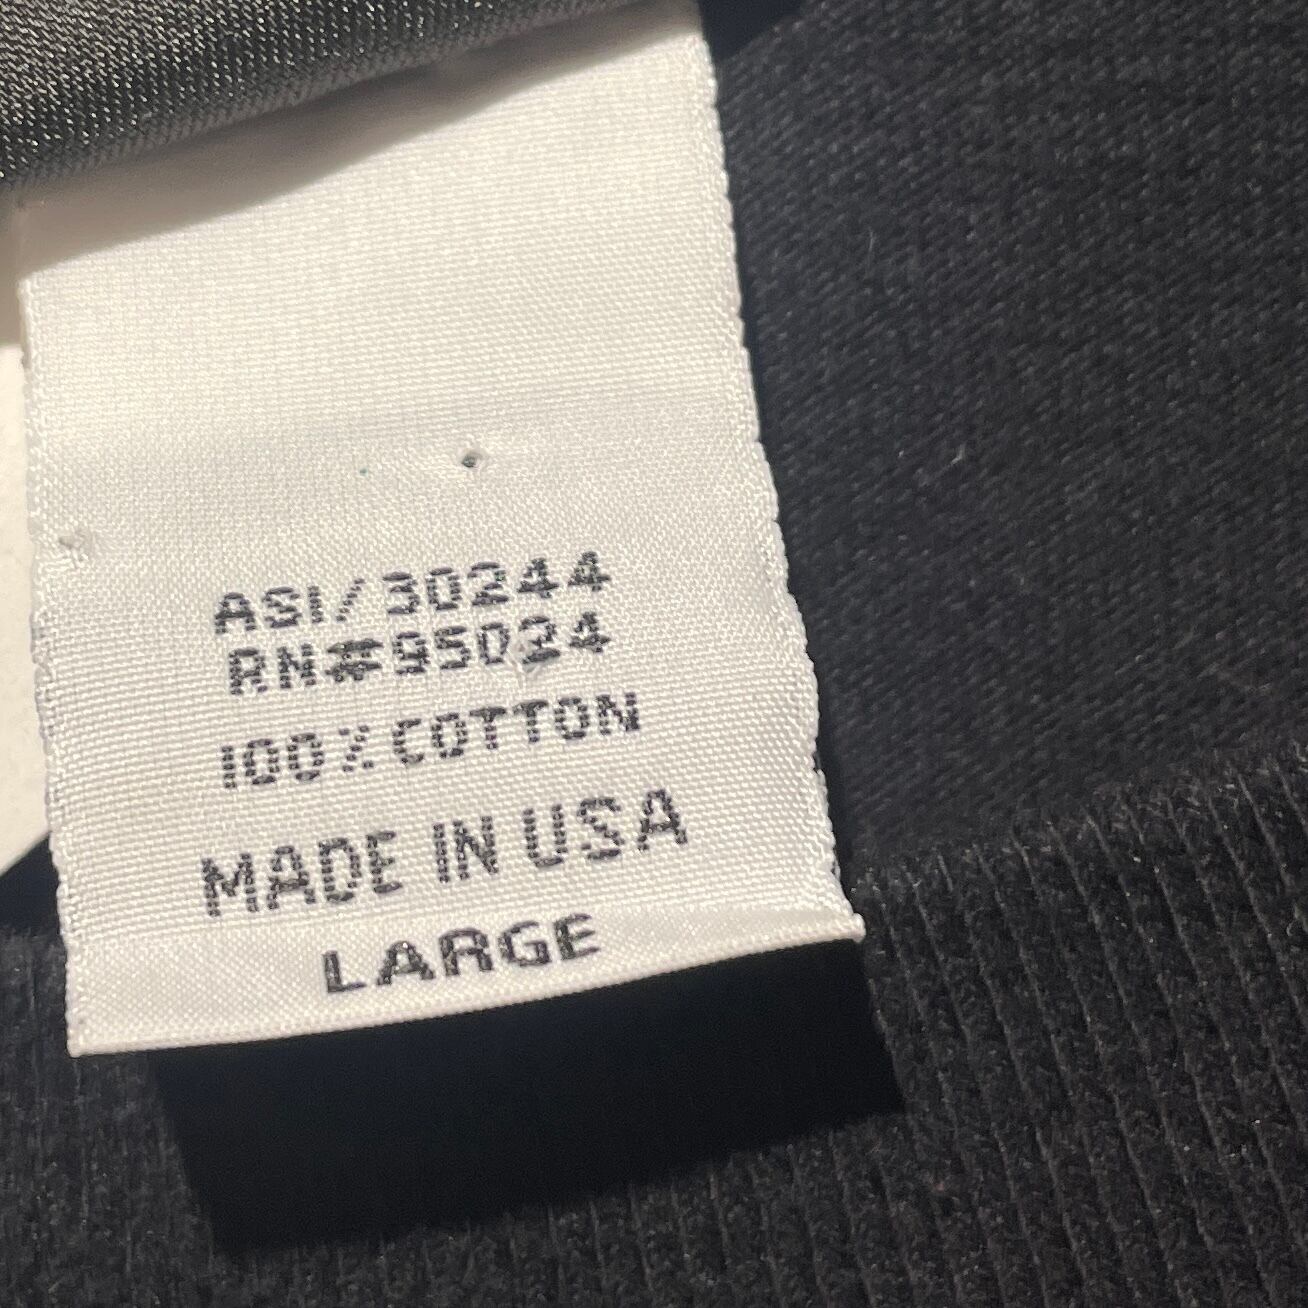 ASI/30244
RN#95024
100% COTTON
MADE IN USA
LARGE